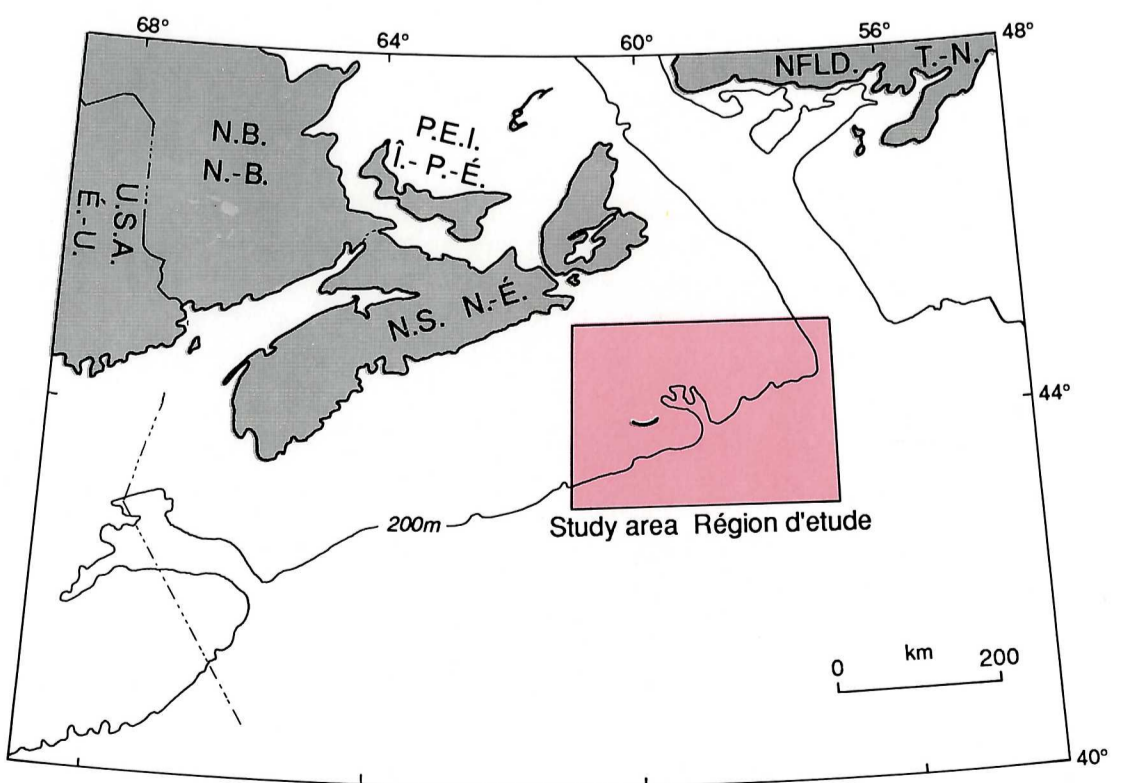 68°
64°
60°
56°
48°
NFLD. T.-N.
N.B.
N.-B.
P.E.I.
Î.- P.-É.
U.S.A.
É.-U.
N.S. N.-É.
44°
200m
Study area Région d'etude
km
0 200
40°